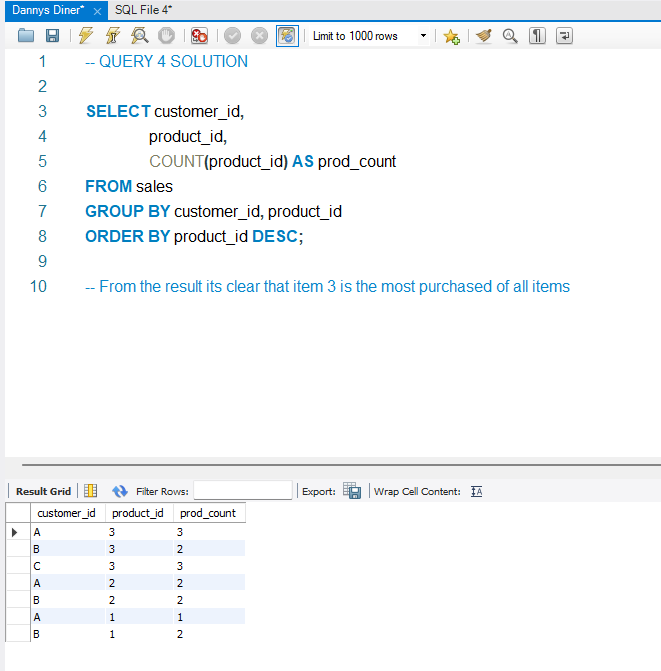 Dannys Diner* × SQL File 4*
Limit to 1000 rows
1 -- QUERY 4 SOLUTION
2
3 SELECT customer_id,
4 product_id,
5 COUNT(product_id) AS prod_count
6 FROM sales
7 GROUP BY customer_id, product_id
8 ORDER BY product_id DESC;
9
10 -- From the result its clear that item 3 is the most purchased of all items
Result Grid Filter Rows: Export: Wrap Cell Content: IA
customer_id product_id prod_count
A 3 3
B 3 2
C 3 3
A 2 2
B 2 2
A 1 1
B 1 2